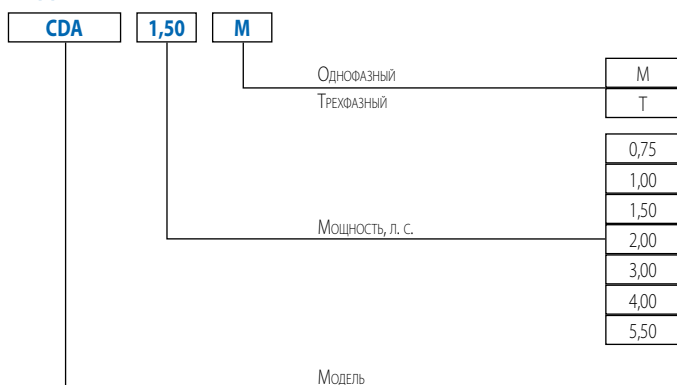 CDA 1,50 M
Однофазный M
Трехфазный T
0,75
1,00
1,50
Мощность, л. с. 2,00
3,00
4,00
5,50
Модель